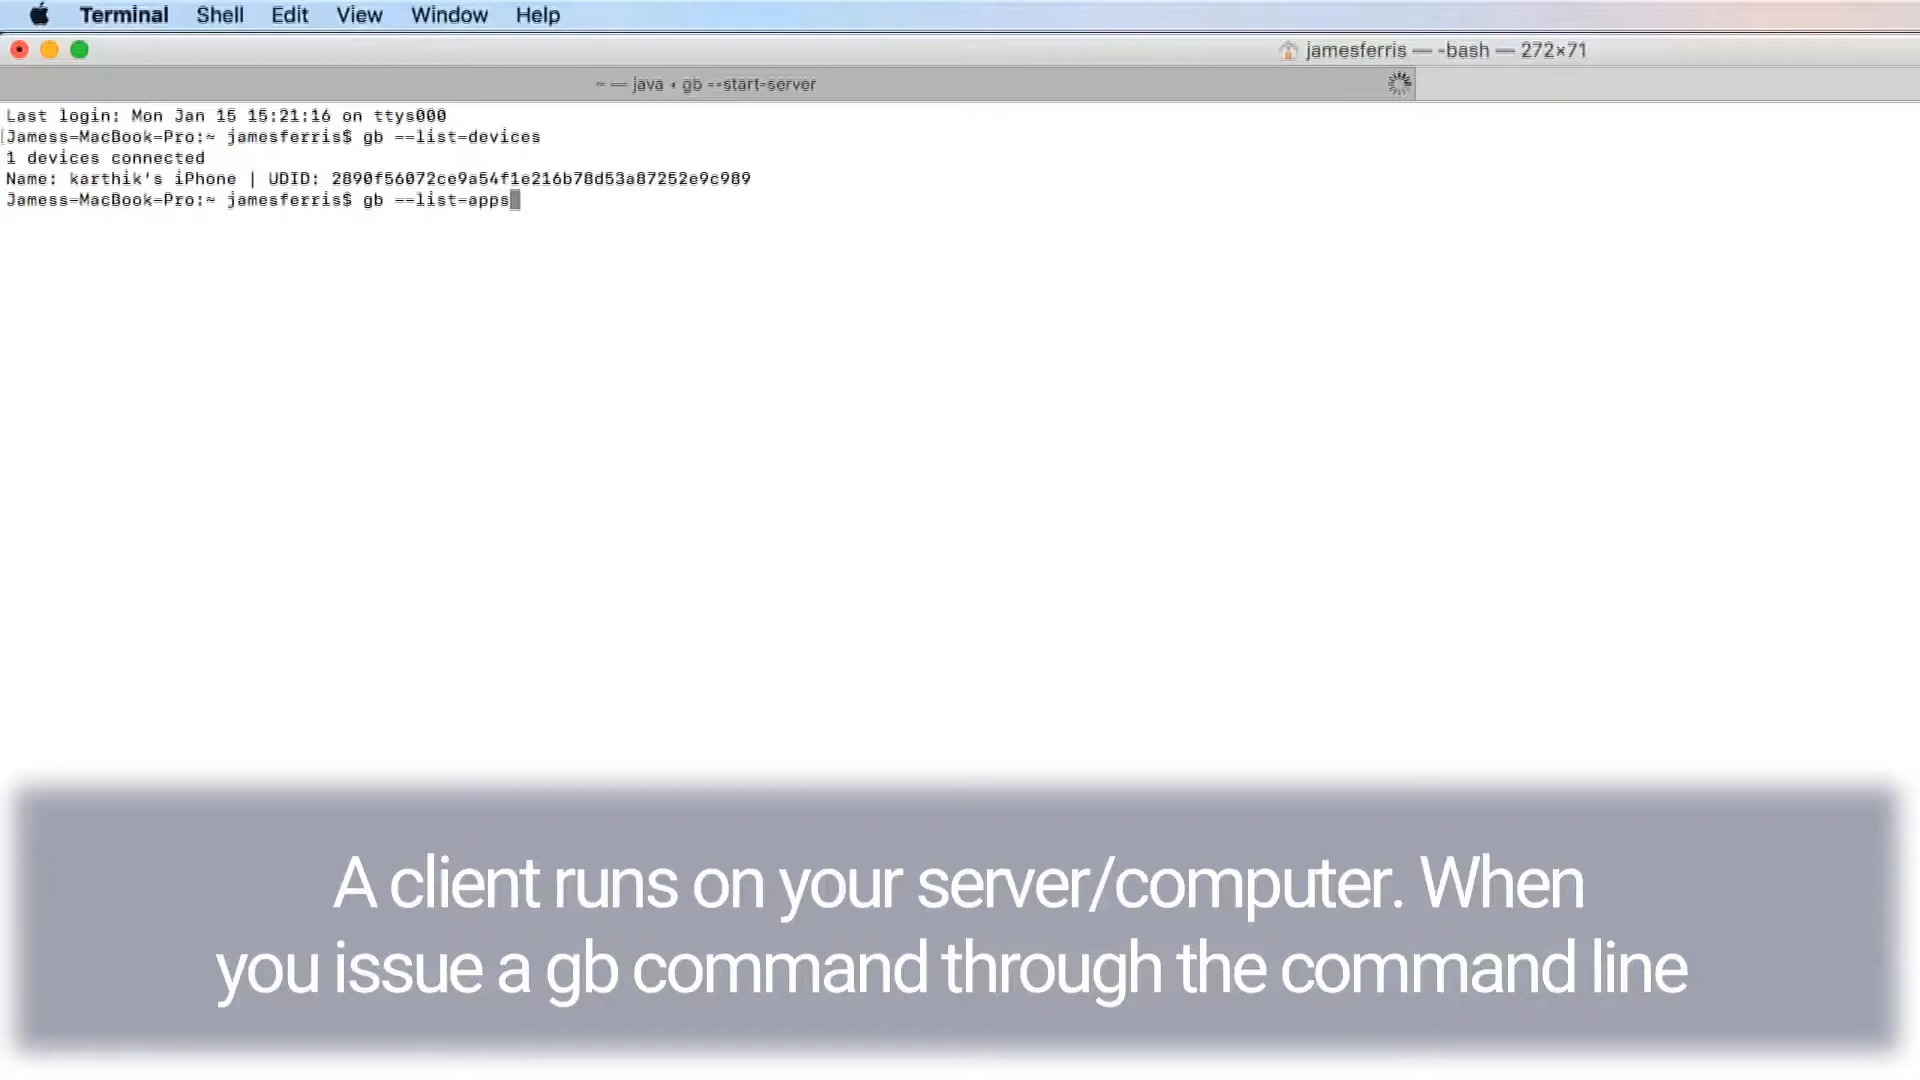 Terminal Shell Edit View Window Help
jamesferris — -bash — 272×71
~ — java • gb --start-server
Last login: Mon Jan 15 15:21:16 on ttys000
[Jamess-MacBook-Pro:~ jamesferris$ gb --list-devices
1 devices connected
Name: karthik's iPhone | UDID: 2890f56072ce9a54f1e216b78d53a87252e9c989
Jamess-MacBook-Pro:~ jamesferris$ gb --list-apps
A client runs on your server/computer. When
you issue a gb command through the command line